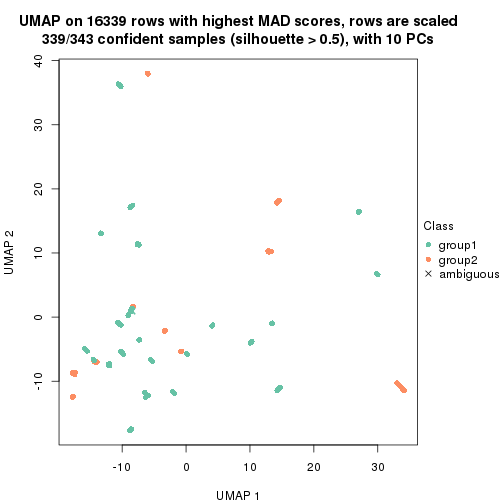 UMAP on 16339 rows with highest MAD scores, rows are scaled
339/343 confident samples (silhouette > 0.5), with 10 PCs
40
30
20
10
0
-10
UMAP 2
-10
0
10
20
30
UMAP 1
Class
group1
group2
ambiguous